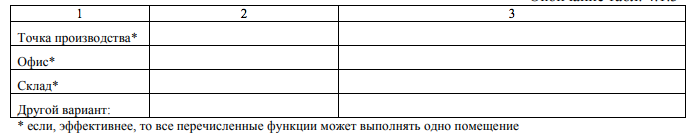 1 2 3
Точка производства*
Офис*
Склад*
Другой вариант:
* если, эффективнее, то все перечисленные функции может выполнять одно помещение